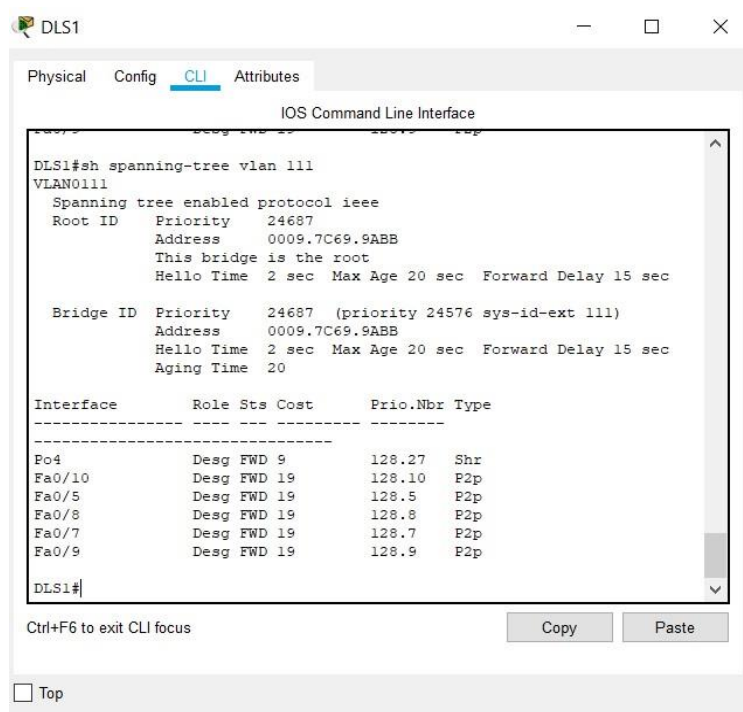 DLS1
Physical Config CLI Attributes
IOS Command Line Interface
DLS1#sh spanning-tree vlan 111
VLAN0111
Spanning tree enabled protocol ieee
Root ID Priority 24687
Address 0009.7C69.9ABB
This bridge is the root
Hello Time 2 sec Max Age 20 sec Forward Delay 15 sec
Bridge ID Priority 24687 (priority 24576 sys-id-ext 111)
Address 0009.7C69.9ABB
Hello Time 2 sec Max Age 20 sec Forward Delay 15 sec
Aging Time 20
Interface Role Sts Cost Prio.Nbr Type
---------------- ---- --- --------- --------
--------------------------------
Po4 Desg FWD 9 128.27 Shr
Fa0/10 Desg FWD 19 128.10 P2p
Fa0/5 Desg FWD 19 128.5 P2p
Fa0/8 Desg FWD 19 128.8 P2p
Fa0/7 Desg FWD 19 128.7 P2p
Fa0/9 Desg FWD 19 128.9 P2p
DLS1#
Ctrl+F6 to exit CLI focus
Copy Paste
Top